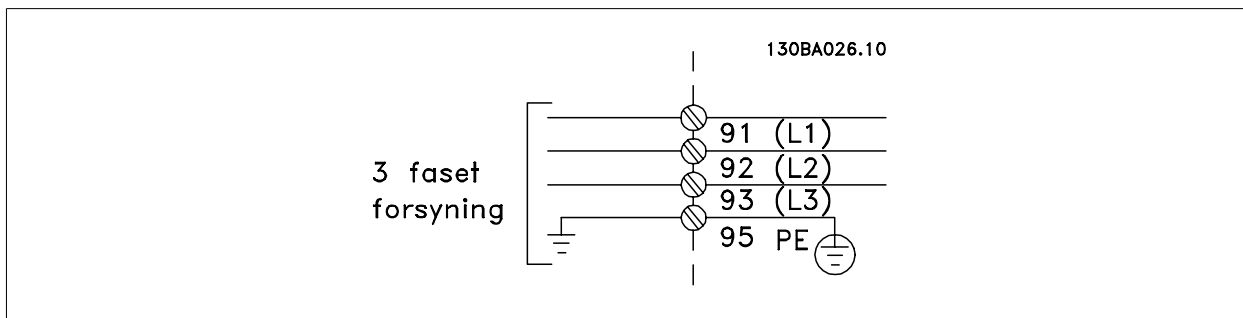 130BA026.10
91 (L1)
92 (L2)
3 faset
93 (L3)
forsyning
95 PE